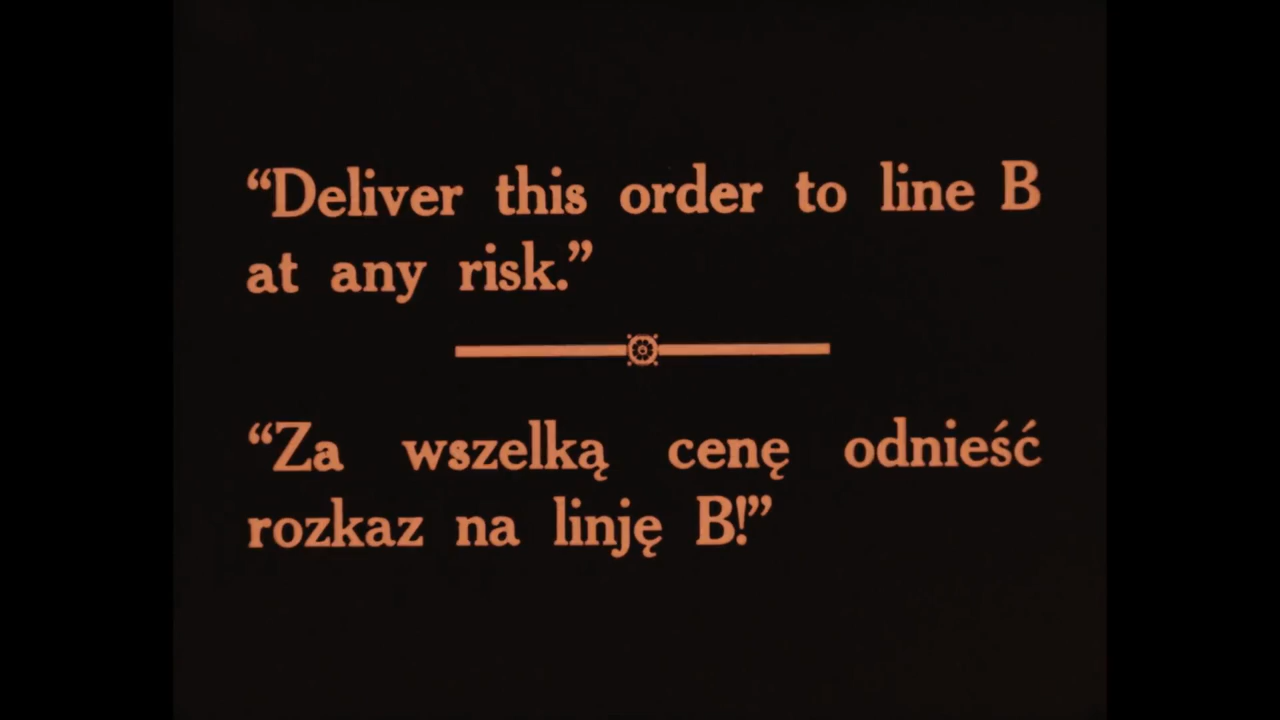 “Deliver this order to line B
at any risk.”
“Za wszelką cenę odnieść
rozkaz na linję B!”